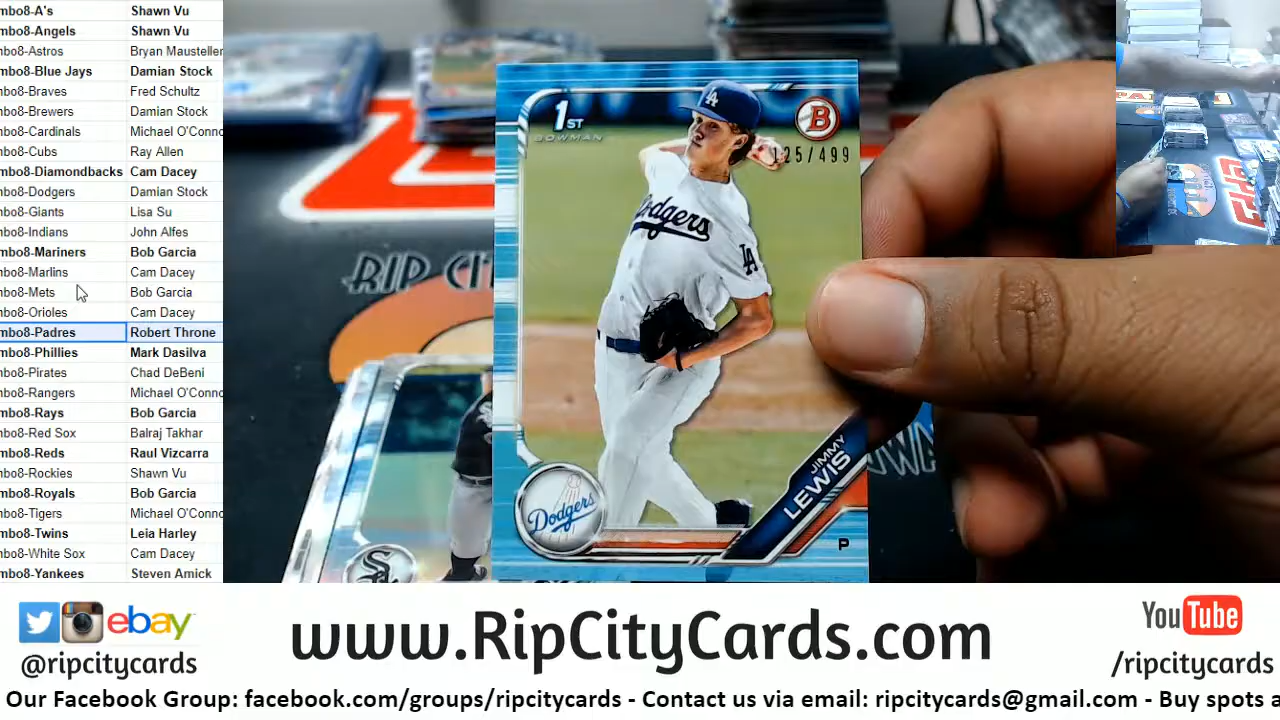 mbo8-A's Shawn Vu
mbo8-Angels Shawn Vu
mbo8-Astros Bryan Mausteller
mbo8-Blue Jays Damian Stock
mbo8-Braves Fred Schultz
mbo8-Brewers Damian Stock
mbo8-Cardinals Michael O'Conno
mbo8-Cubs Ray Allen
mbo8-Diamondbacks Cam Dacey
mbo8-Dodgers Damian Stock
mbo8-Giants Lisa Su
mbo8-Indians John Alfes
mbo8-Mariners Bob Garcia
mbo8-Marlins Cam Dacey
mbo8-Mets Bob Garcia
mbo8-Orioles Cam Dacey
mbo8-Padres Robert Throne
mbo8-Phillies Mark Dasilva
mbo8-Pirates Chad DeBeni
mbo8-Rangers Michael O'Conno
mbo8-Rays Bob Garcia
mbo8-Red Sox Balraj Takhar
mbo8-Reds Raul Vizcarra
mbo8-Rockies Shawn Vu
mbo8-Royals Bob Garcia
mbo8-Tigers Michael O'Conno
mbo8-Twins Leia Harley
mbo8-White Sox Cam Dacey
mbo8-Yankees Steven Amick
1ST
BOWMAN
B
125/499
LA
Dodgers
LA
RIP CI
Dodgers
JIMMY
LEWIS
P
ebay
@ripcitycards
www.RipCityCards.com
YouTube
/ripcitycards
Our Facebook Group: facebook.com/groups/ripcitycards - Contact us via email: ripcitycards@gmail.com - Buy spots a